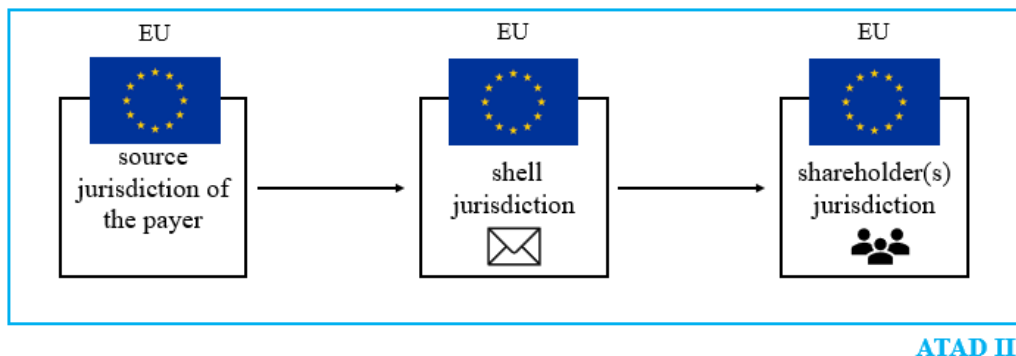 EU
source
jurisdiction of
the payer
EU
shell
jurisdiction
EU
shareholder(s)
jurisdiction
ATAD II